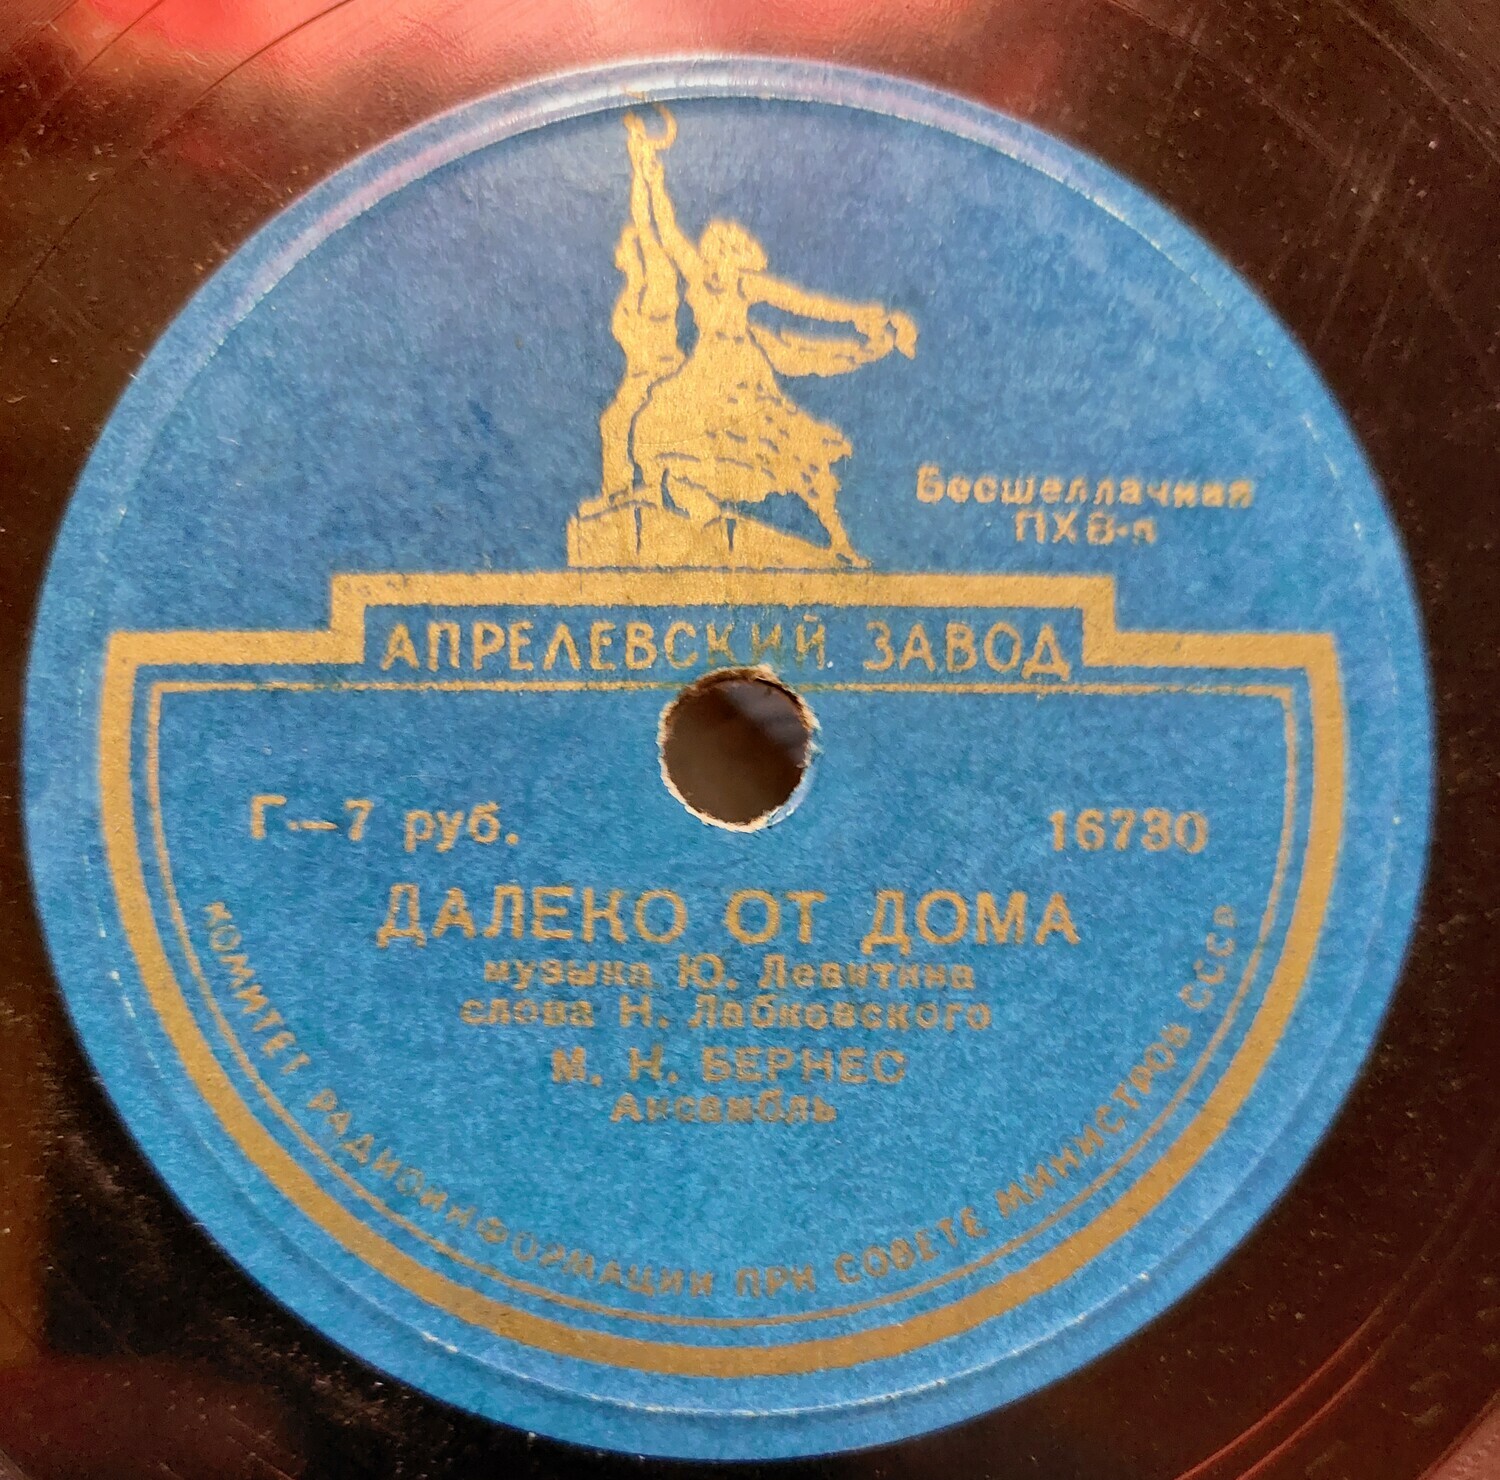 Бесшеллачная
ПХВ-л
АПРЕЛЕВСКИЙ ЗАВОД
Г—7 руб.
16730
ДАЛЕКО ОТ ДОМА
музыка Ю. Левитина
слова Н. Лабковского
М. Н. БЕРНЕС
Ансамбль
КОМИТЕТ РАДИОИНФОРМАЦИИ ПРИ СОВЕТЕ МИНИСТРОВ СССР